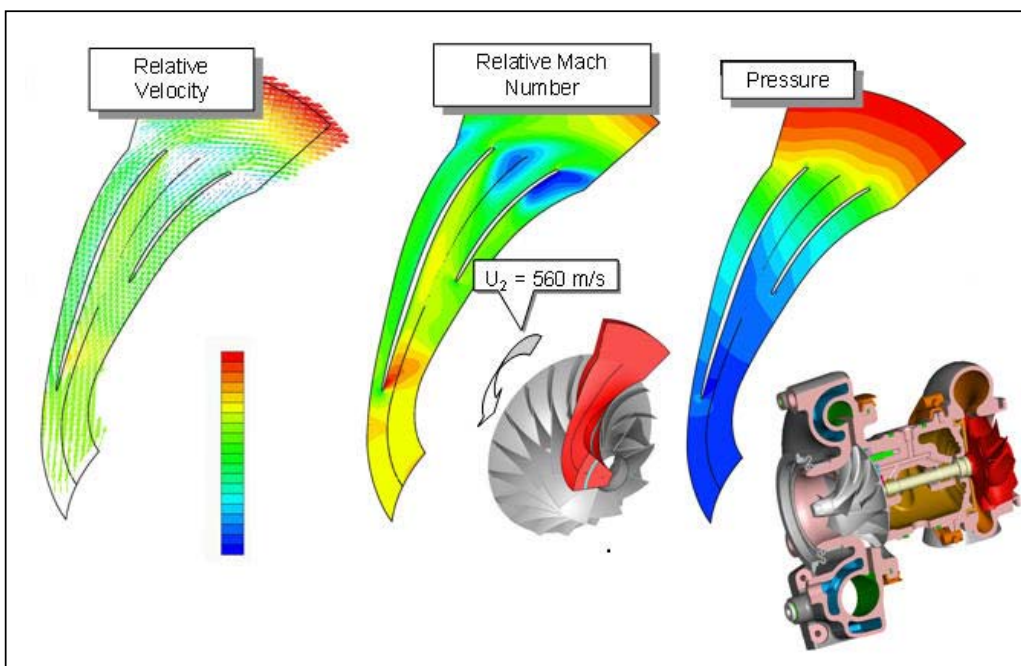 Relative
Velocity
Relative Mach
Number
Pressure
U₂ = 560 m/s